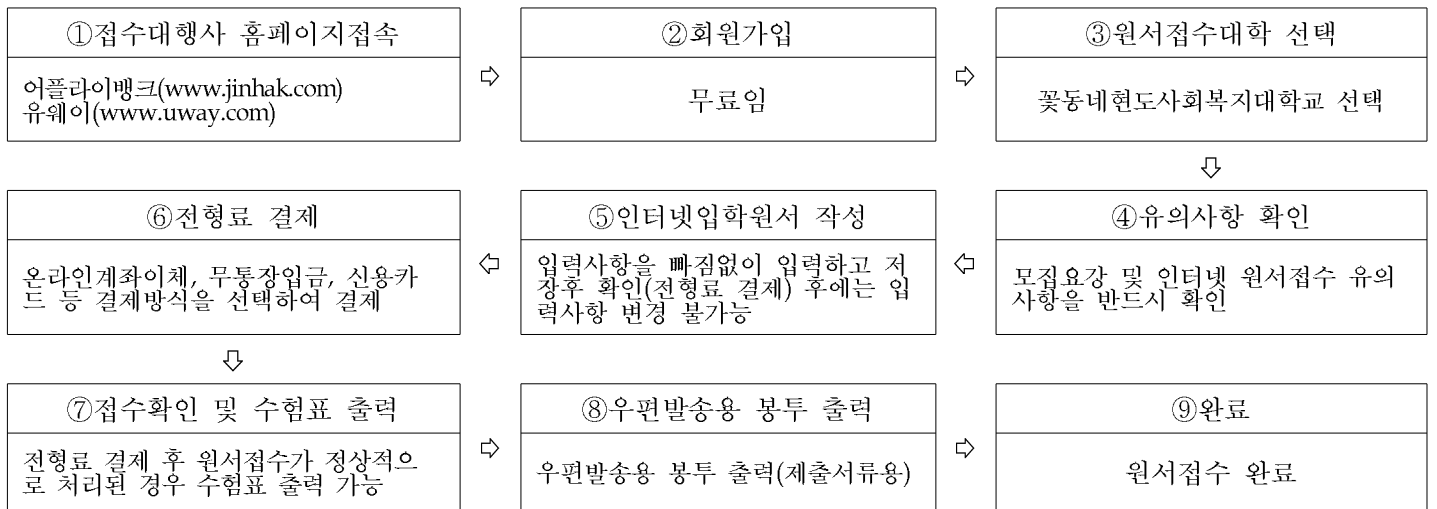 ①접수대행사 홈페이지접속
어플라이뱅크(www.jinhak.com)
유웨이(www.uway.com)
⇨
②회원가입
무료임
⇨
③원서접수대학 선택
꽃동네현도사회복지대학교 선택
⇩
④유의사항 확인
모집요강 및 인터넷 원서접수 유의
사항을 반드시 확인
⇦
⑤인터넷입학원서 작성
입력사항을 빠짐없이 입력하고 저
장후 확인(전형료 결제) 후에는 입
력사항 변경 불가능
⇦
⑥전형료 결제
온라인계좌이체, 무통장입금, 신용카
드 등 결제방식을 선택하여 결제
⇩
⑦접수확인 및 수험표 출력
전형료 결제 후 원서접수가 정상적으
로 처리된 경우 수험표 출력 가능
⇨
⑧우편발송용 봉투 출력
우편발송용 봉투 출력(제출서류용)
⇨
⑨완료
원서접수 완료